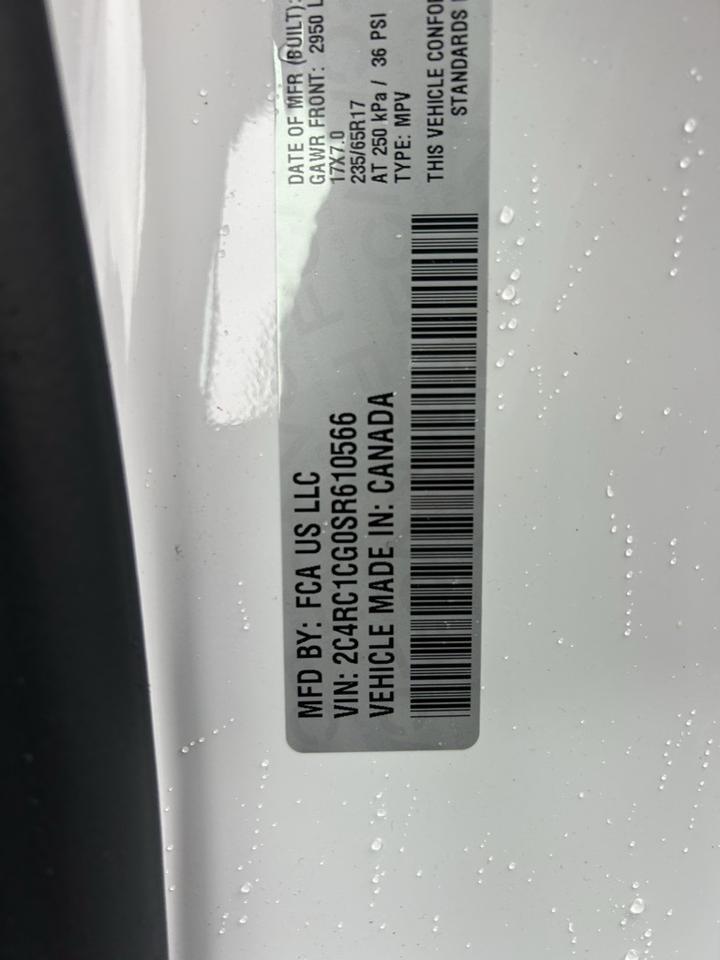 MFD BY: FCA US LLC
VIN: 2C4RC1CG0SR610566
VEHICLE MADE IN: CANADA
DATE OF MFR (BUILT):
GAWR FRONT: 2950 L
17X7.0
235/65R17
AT 250 kPa / 36 PSI
TYPE: MPV
THIS VEHICLE CONFOR
STANDARDS